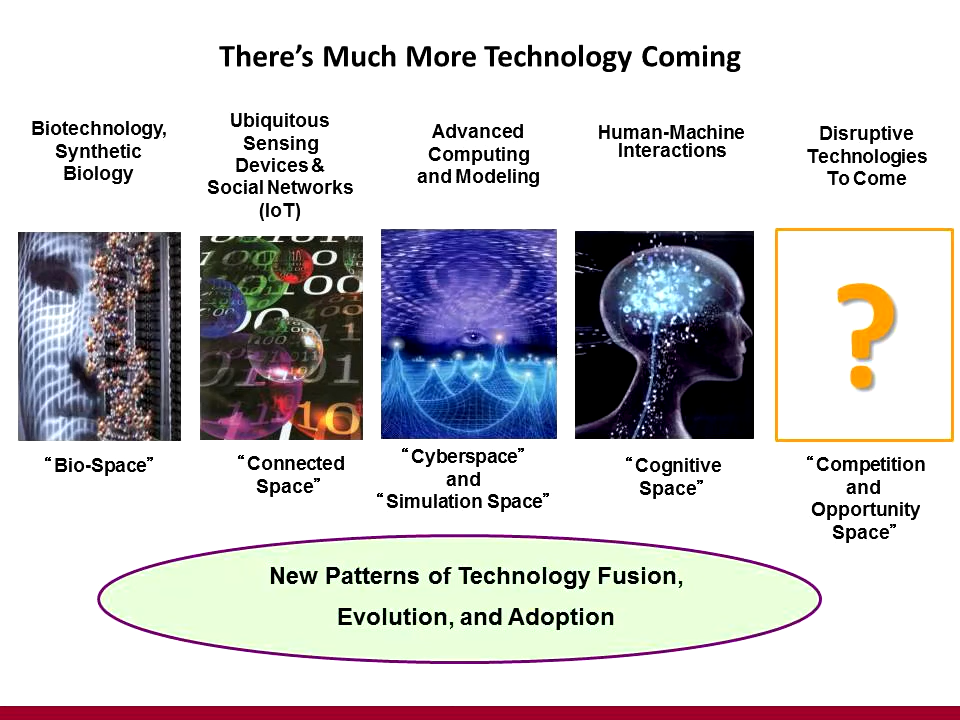 There’s Much More Technology Coming
Biotechnology,
Synthetic
Biology
Ubiquitous
Sensing
Devices &
Social Networks
(IoT)
Advanced
Computing
and Modeling
Human-Machine
Interactions
Disruptive
Technologies
To Come
?
“Bio-Space”
“Connected
Space”
“Cyberspace”
and
“Simulation Space”
“Cognitive
Space”
“Competition
and
Opportunity
Space”
New Patterns of Technology Fusion,
Evolution, and Adoption